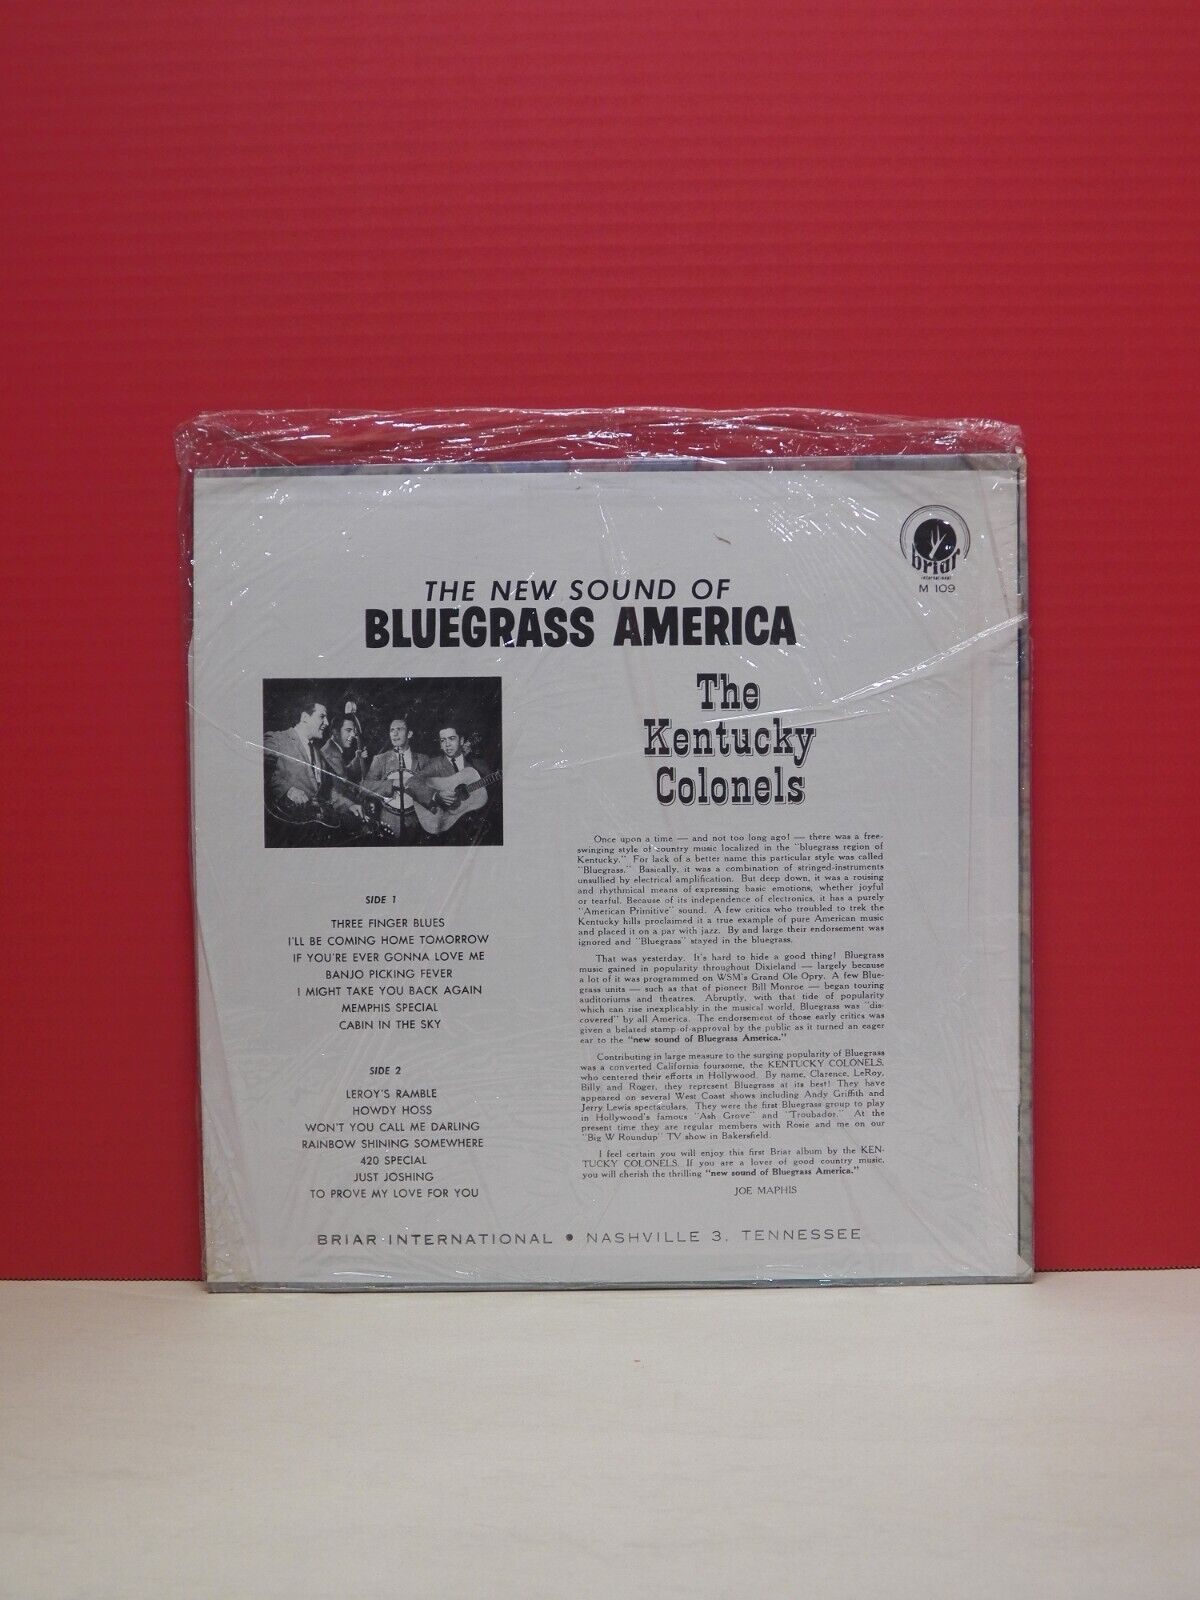 briar
international
M 109
THE NEW SOUND OF
BLUEGRASS AMERICA
The
Kentucky
Colonels
SIDE 1
THREE FINGER BLUES
I'LL BE COMING HOME TOMORROW
IF YOU'RE EVER GONNA LOVE ME
BANJO PICKING FEVER
I MIGHT TAKE YOU BACK AGAIN
MEMPHIS SPECIAL
CABIN IN THE SKY
SIDE 2
LEROY'S RAMBLE
HOWDY HOSS
WON'T YOU CALL ME DARLING
RAINBOW SHINING SOMEWHERE
420 SPECIAL
JUST JOSHING
TO PROVE MY LOVE FOR YOU
Once upon a time — and not too long ago! — there was a free-
swinging style of country music localized in the "bluegrass region of
Kentucky." For lack of a better name this particular style was called
"Bluegrass." Basically, it was a combination of stringed-instruments
unsullied by electrical amplification. But deep down, it was a rousing
and rhythmical means of expressing basic emotions, whether joyful
or tearful. Because of its independence of electronics, it has a purely
"American Primitive" sound. A few critics who troubled to trek the
Kentucky hills proclaimed it a true example of pure American music
and placed it on a par with jazz. By and large their endorsement was
ignored and "Bluegrass" stayed in the bluegrass.
That was yesterday. It's hard to hide a good thing! Bluegrass
music gained in popularity throughout Dixieland — largely because
a lot of it was programmed on WSM's Grand Ole Opry. A few Blue-
grass units — such as that of pioneer Bill Monroe — began touring
auditoriums and theatres. Abruptly, with that tide of popularity
which can rise inexplicably in the musical world, Bluegrass was "dis-
covered" by all America. The endorsement of those early critics was
given a belated stamp-of-approval by the public as it turned an eager
ear to the "new sound of Bluegrass America."
Contributing in large measure to the surging popularity of Bluegrass
was a converted California foursome, the KENTUCKY COLONELS,
who centered their efforts in Hollywood. By name, Clarence, LeRoy,
Billy and Roger, they represent Bluegrass at its best! They have
appeared on several West Coast shows including Andy Griffith and
Jerry Lewis spectaculars. They were the first Bluegrass group to play
in Hollywood's famous "Ash Grove" and "Troubador." At the
present time they are regular members with Rosie and me on our
"Big W Roundup" TV show in Bakersfield.
I feel certain you will enjoy this first Briar album by the KEN-
TUCKY COLONELS. If you are a lover of good country music,
you will cherish the thrilling "new sound of Bluegrass America."
JOE MAPHIS
BRIAR INTERNATIONAL • NASHVILLE 3, TENNESSEE